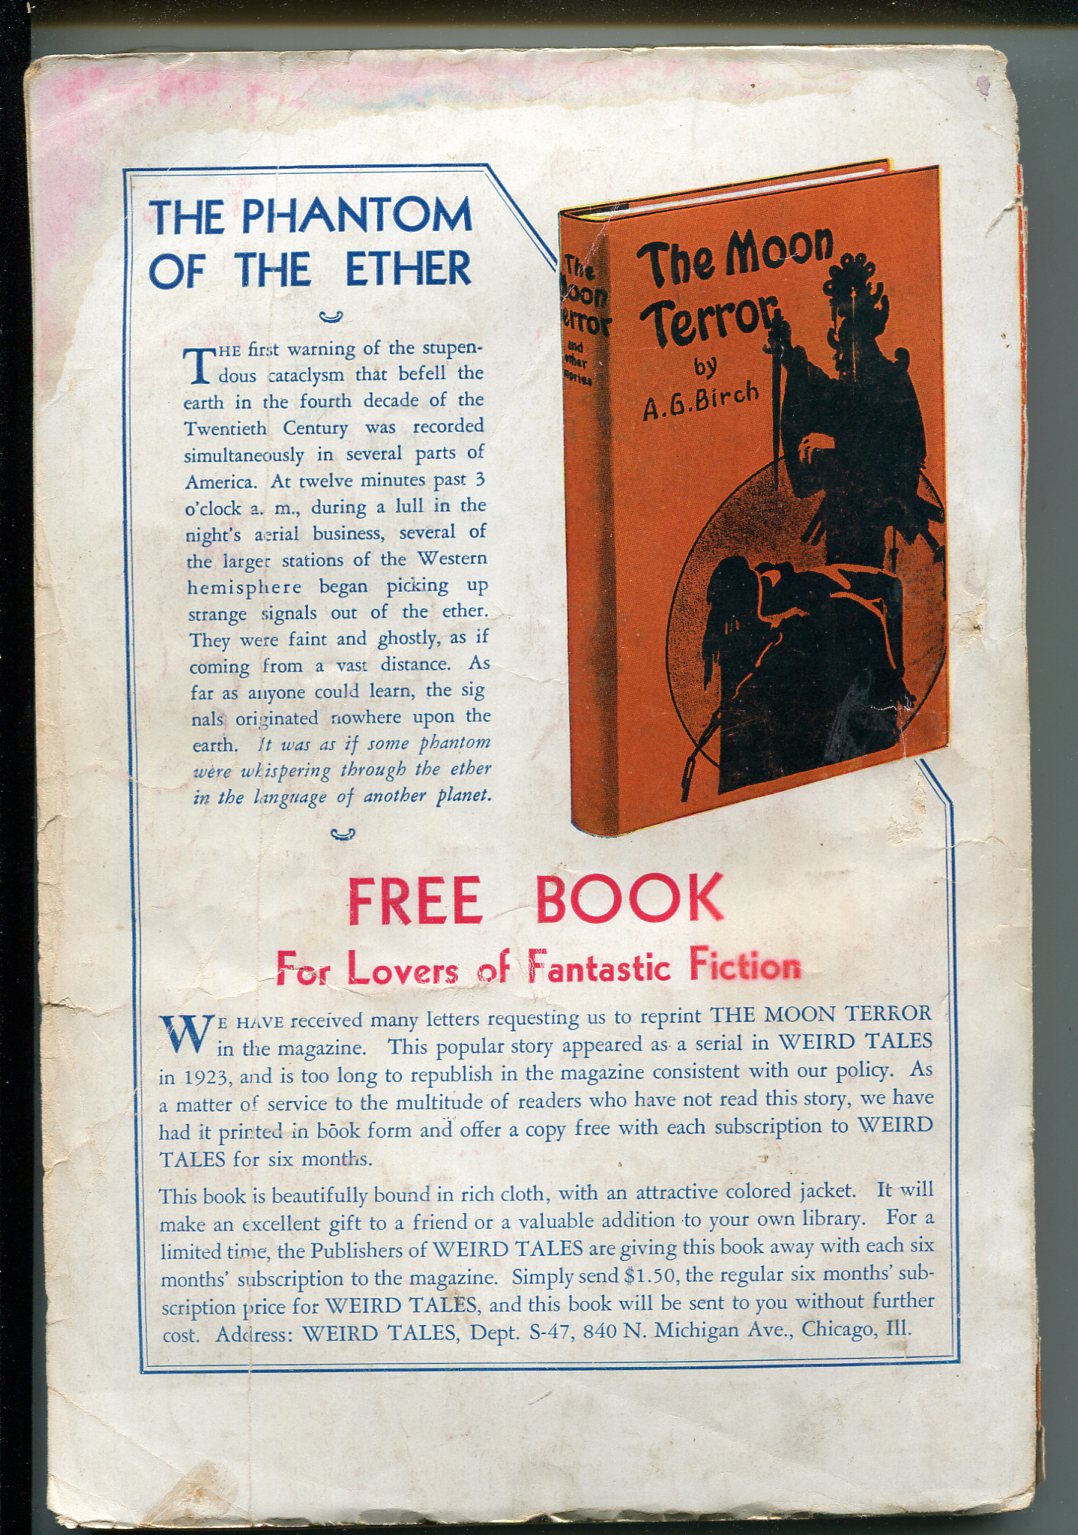 THE PHANTOM
OF THE ETHER
THE first warning of the stupen-
dous cataclysm that befell the
earth in the fourth decade of the
Twentieth Century was recorded
simultaneously in several parts of
America. At twelve minutes past 3
o'clock a. m., during a lull in the
night's aerial business, several of
the larger stations of the Western
hemisphere began picking up
strange signals out of the ether.
They were faint and ghostly, as if
coming from a vast distance. As
far as anyone could learn, the sig
nals originated nowhere upon the
earth. It was as if some phantom
were whispering through the ether
in the language of another planet.
The
Moon
Terror
and
other
stories
The Moon
Terror
by
A.G.Birch
FREE BOOK
For Lovers of Fantastic Fiction
WE HAVE received many letters requesting us to reprint THE MOON TERROR
in the magazine. This popular story appeared as a serial in WEIRD TALES
in 1923, and is too long to republish in the magazine consistent with our policy. As
a matter of service to the multitude of readers who have not read this story, we have
had it printed in book form and offer a copy free with each subscription to WEIRD
TALES for six months.
This book is beautifully bound in rich cloth, with an attractive colored jacket. It will
make an excellent gift to a friend or a valuable addition to your own library. For a
limited time, the Publishers of WEIRD TALES are giving this book away with each six
months' subscription to the magazine. Simply send $1.50, the regular six months' sub-
scription price for WEIRD TALES, and this book will be sent to you without further
cost. Address: WEIRD TALES, Dept. S-47, 840 N. Michigan Ave., Chicago, Ill.